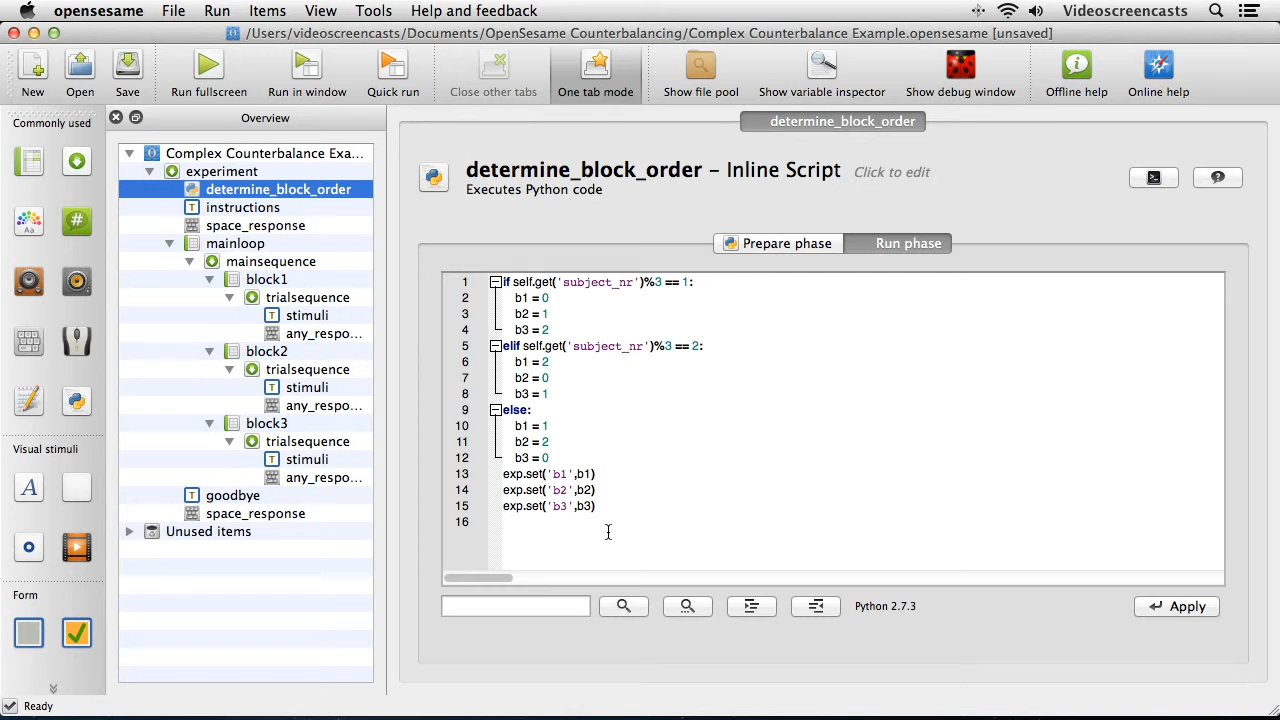 opensesame File Run Items View Tools Help and feedback Videoscreencasts
/Users/videoscreencasts/Documents/OpenSesame Counterbalancing/Complex Counterbalance Example.opensesame [unsaved]
New Open Save Run fullscreen Run in window Quick run Close other tabs One tab mode Show file pool Show variable inspector Show debug window Offline help Online help
Commonly used
Aa
#
A
Visual stimuli
Form
Overview
Complex Counterbalance Exa...
experiment
determine_block_order
T instructions
space_response
mainloop
mainsequence
block1
trialsequence
T stimuli
any_respo...
block2
trialsequence
T stimuli
any_respo...
block3
trialsequence
T stimuli
any_respo...
T goodbye
space_response
Unused items
determine_block_order
determine_block_order – Inline Script Click to edit
Executes Python code
Prepare phase Run phase
1 if self.get('subject_nr')%3 == 1:
2 b1 = 0
3 b2 = 1
4 b3 = 2
5 elif self.get('subject_nr')%3 == 2:
6 b1 = 2
7 b2 = 0
8 b3 = 1
9 else:
10 b1 = 1
11 b2 = 2
12 b3 = 0
13 exp.set('b1',b1)
14 exp.set('b2',b2)
15 exp.set('b3',b3)
16
Python 2.7.3 Apply
Ready